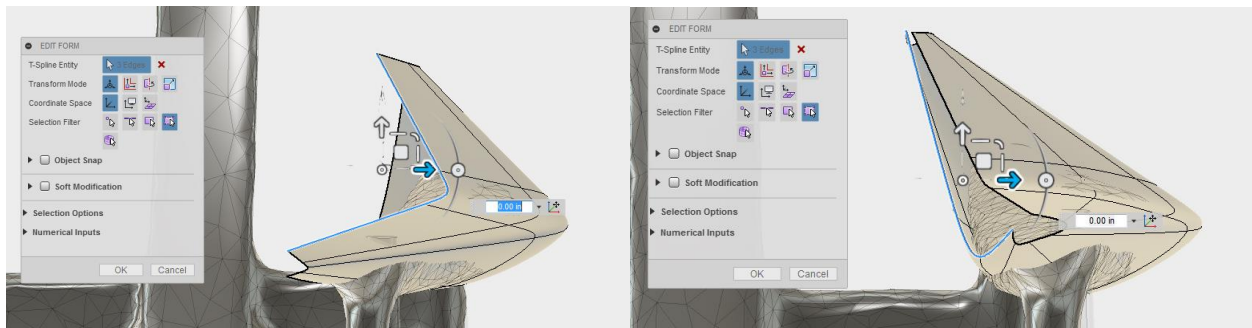 EDIT FORM
T-Spline Entity 3 Edges
Transform Mode
Coordinate Space
Selection Filter
Object Snap
Soft Modification
Selection Options
Numerical Inputs
OK Cancel
0.00 in
EDIT FORM
T-Spline Entity 3 Edges
Transform Mode
Coordinate Space
Selection Filter
Object Snap
Soft Modification
Selection Options
Numerical Inputs
OK Cancel
0.00 in